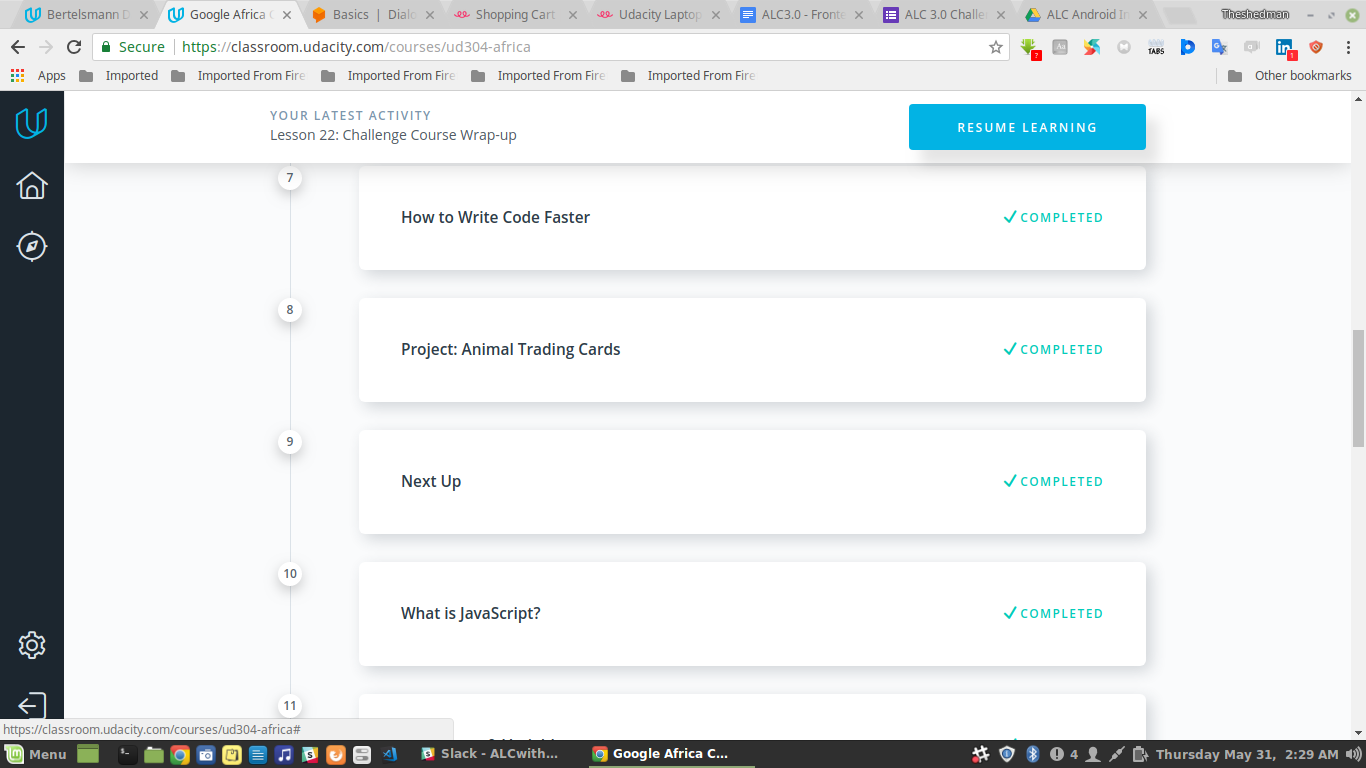 Bertelsmann D
Google Africa C
Basics | Dialo
Shopping Cart
Udacity Laptop
ALC3.0 - Fronte
ALC 3.0 Challe
ALC Android In
Theshedman
Secure
https://classroom.udacity.com/courses/ud304-africa
?
Aa
TABS
1
Apps
Imported
Imported From Fire
Imported From Fire
Imported From Fire
Imported From Fire
Other bookmarks
YOUR LATEST ACTIVITY
Lesson 22: Challenge Course Wrap-up
RESUME LEARNING
7
How to Write Code Faster
COMPLETED
8
Project: Animal Trading Cards
COMPLETED
9
Next Up
COMPLETED
10
What is JavaScript?
COMPLETED
11
https://classroom.udacity.com/courses/ud304-africa#
Menu
Slack - ALCwith...
Google Africa C...
4
Thursday May 31, 2:29 AM